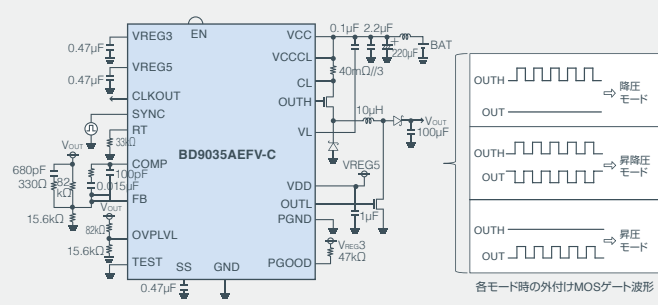 EN
VREG3
0.47μF
VREG5
0.47μF
CLKOUT
SYNC
RT
33kΩ
VOUT
COMP
680pF
330Ω
82
kΩ
100pF
0.015μF
FB
15.6kΩ
VOUT
82kΩ
OVPLVL
15.6kΩ
TEST
SS
GND
0.47μF
BD9035AEFV-C
VCC
0.1μF
2.2μF
+
220μF
BAT
VCCCL
40mΩ//3
CL
OUTH
10μH
VOUT
100μF
VL
VREG5
VDD
OUTL
1μF
PGND
VREG3
47kΩ
PGOOD
OUTH
⇨ 降圧
モード
OUT
OUTH
⇨ 昇降圧
モード
OUT
OUTH
⇨ 昇圧
モード
OUT
各モード時の外付けMOSゲート波形